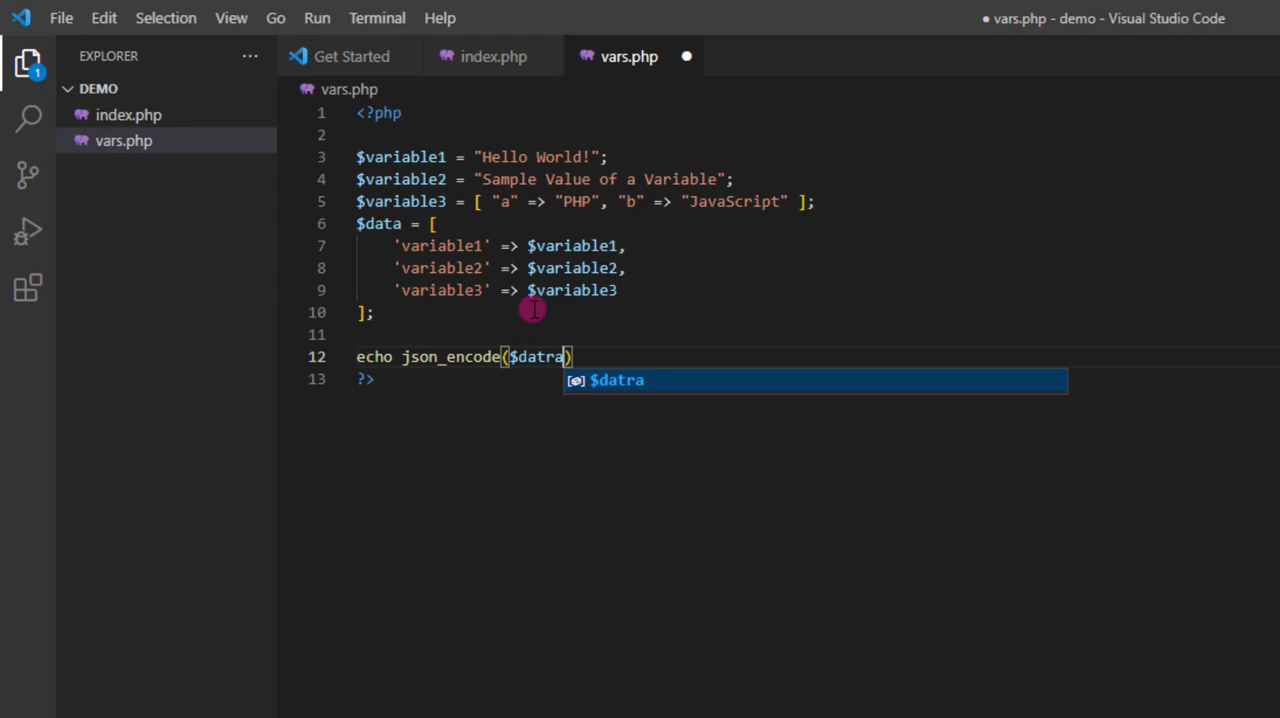 File Edit Selection View Go Run Terminal Help
● vars.php - demo - Visual Studio Code
EXPLORER ...
Get Started index.php vars.php
1
DEMO
index.php
vars.php
vars.php
1 <?php
2
3 $variable1 = "Hello World!";
4 $variable2 = "Sample Value of a Variable";
5 $variable3 = [ "a" => "PHP", "b" => "JavaScript" ];
6 $data = [
7 'variable1' => $variable1,
8 'variable2' => $variable2,
9 'variable3' => $variable3
10 ];
11
12 echo json_encode($datra)
$datra
13 ?>